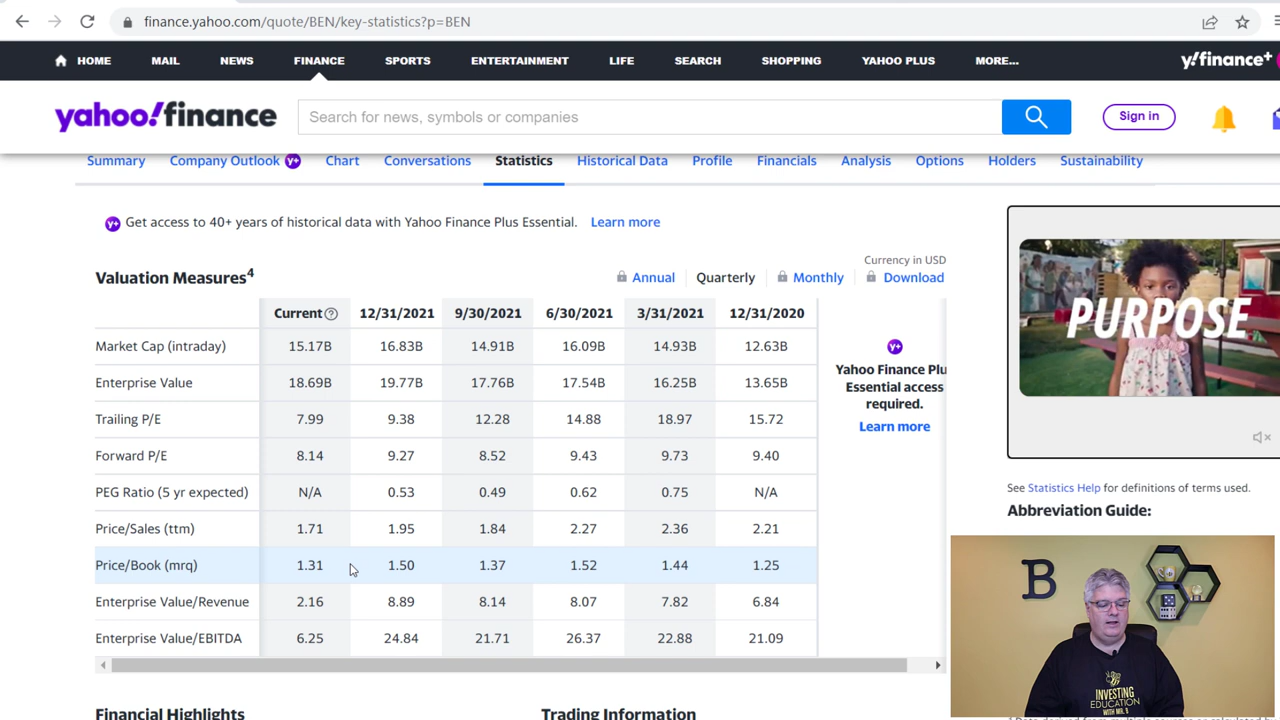 finance.yahoo.com/quote/BEN/key-statistics?p=BEN
HOME MAIL NEWS FINANCE SPORTS ENTERTAINMENT LIFE SEARCH SHOPPING YAHOO PLUS MORE... y!finance+
yahoo!finance Search for news, symbols or companies Sign in
Summary Company Outlook y+ Chart Conversations Statistics Historical Data Profile Financials Analysis Options Holders Sustainability
y+ Get access to 40+ years of historical data with Yahoo Finance Plus Essential. Learn more
Currency in USD
Valuation Measures4 Annual Quarterly Monthly Download
Current ? 12/31/2021 9/30/2021 6/30/2021 3/31/2021 12/31/2020
Market Cap (intraday) 15.17B 16.83B 14.91B 16.09B 14.93B 12.63B
Enterprise Value 18.69B 19.77B 17.76B 17.54B 16.25B 13.65B
Trailing P/E 7.99 9.38 12.28 14.88 18.97 15.72
Forward P/E 8.14 9.27 8.52 9.43 9.73 9.40
PEG Ratio (5 yr expected) N/A 0.53 0.49 0.62 0.75 N/A
Price/Sales (ttm) 1.71 1.95 1.84 2.27 2.36 2.21
Price/Book (mrq) 1.31 1.50 1.37 1.52 1.44 1.25
Enterprise Value/Revenue 2.16 8.89 8.14 8.07 7.82 6.84
Enterprise Value/EBITDA 6.25 24.84 21.71 26.37 22.88 21.09
y+
Yahoo Finance Plu
Essential access
required.
Learn more
PURPOSE
See Statistics Help for definitions of terms used.
Abbreviation Guide:
B
INVESTING
EDUCATION
WITH MR. B
Financial Highlights Trading Information